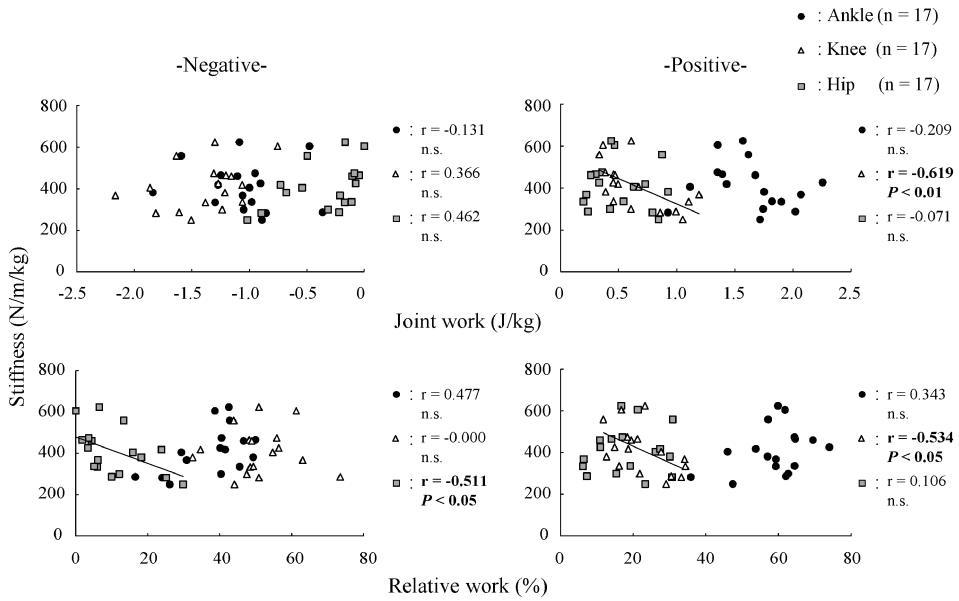 : Ankle (n = 17)
: Knee (n = 17)
: Hip (n = 17)
-Negative-
-Positive-
Stiffness (N/m/kg)
800
600
400
200
0
-2.5 -2.0 -1.5 -1.0 -0.5 0
: r = -0.131
n.s.
: r = 0.366
n.s.
: r = 0.462
n.s.
800
600
400
200
0
0 0.5 1.0 1.5 2.0 2.5
: r = -0.209
n.s.
: r = -0.619
P < 0.01
: r = -0.071
n.s.
Joint work (J/kg)
800
600
400
200
0
0 20 40 60 80
: r = 0.477
n.s.
: r = -0.000
n.s.
: r = -0.511
P < 0.05
800
600
400
200
0
0 20 40 60 80
: r = 0.343
n.s.
: r = -0.534
P < 0.05
: r = 0.106
n.s.
Relative work (%)